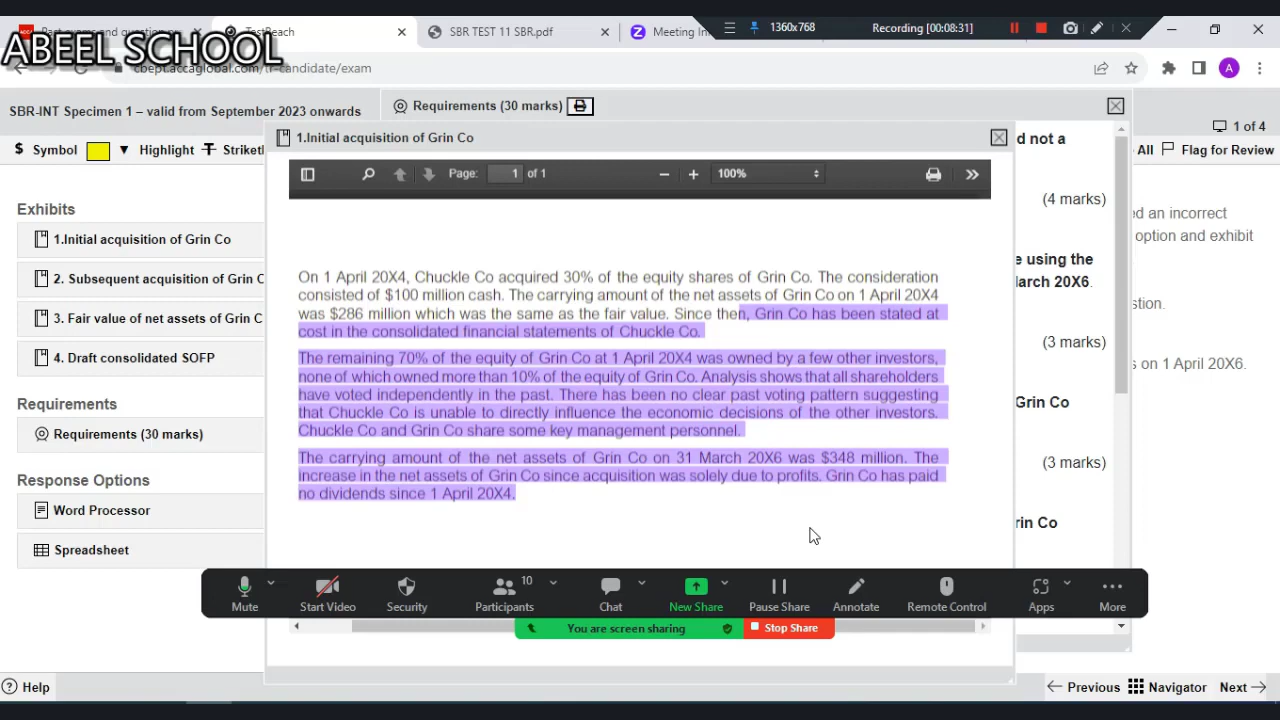 TestReach
SBR TEST 11 SBR.pdf
Meeting In
1360x768
Recording [00:08:31]
ABEEL SCHOOL
cbept.accaglobal.com/tr-candidate/exam
A
SBR-INT Specimen 1 – valid from September 2023 onwards
Requirements (30 marks)
1 of 4
$ Symbol
Highlight
Striketh
All
Flag for Review
1.Initial acquisition of Grin Co
Page: 1 of 1
100%
d not a
(4 marks)
ed an incorrect
option and exhibit
e using the
larch 20X6.
stion.
(3 marks)
s on 1 April 20X6.
Grin Co
(3 marks)
rin Co
Exhibits
1.Initial acquisition of Grin Co
2. Subsequent acquisition of Grin C
3. Fair value of net assets of Grin C
4. Draft consolidated SOFP
Requirements
Requirements (30 marks)
Response Options
Word Processor
Spreadsheet
On 1 April 20X4, Chuckle Co acquired 30% of the equity shares of Grin Co. The consideration
consisted of $100 million cash. The carrying amount of the net assets of Grin Co on 1 April 20X4
was $286 million which was the same as the fair value. Since then, Grin Co has been stated at
cost in the consolidated financial statements of Chuckle Co.
The remaining 70% of the equity of Grin Co at 1 April 20X4 was owned by a few other investors,
none of which owned more than 10% of the equity of Grin Co. Analysis shows that all shareholders
have voted independently in the past. There has been no clear past voting pattern suggesting
that Chuckle Co is unable to directly influence the economic decisions of the other investors.
Chuckle Co and Grin Co share some key management personnel.
The carrying amount of the net assets of Grin Co on 31 March 20X6 was $348 million. The
increase in the net assets of Grin Co since acquisition was solely due to profits. Grin Co has paid
no dividends since 1 April 20X4.
10
Mute
Start Video
Security
Participants
Chat
New Share
Pause Share
Annotate
Remote Control
Apps
More
You are screen sharing
Stop Share
Help
Previous
Navigator
Next